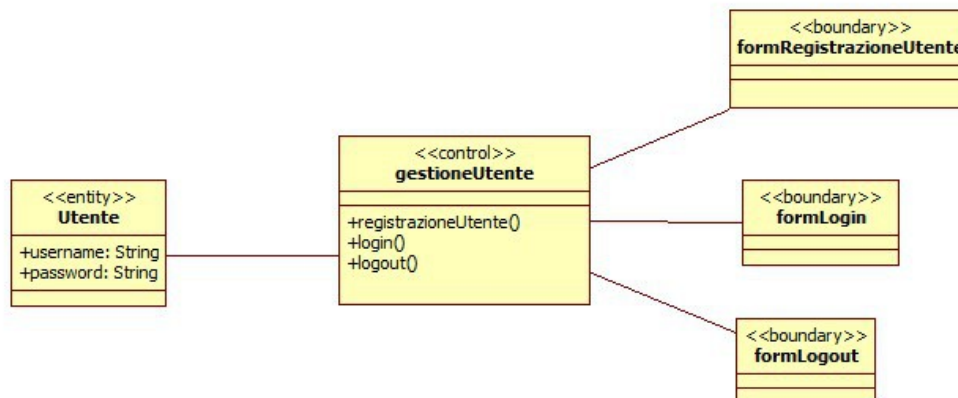 <<boundary>>
formRegistrazioneUtente
<<control>>
gestioneUtente
+registrazioneUtente()
+login()
+logout()
<<entity>>
Utente
+username: String
+password: String
<<boundary>>
formLogin
<<boundary>>
formLogout